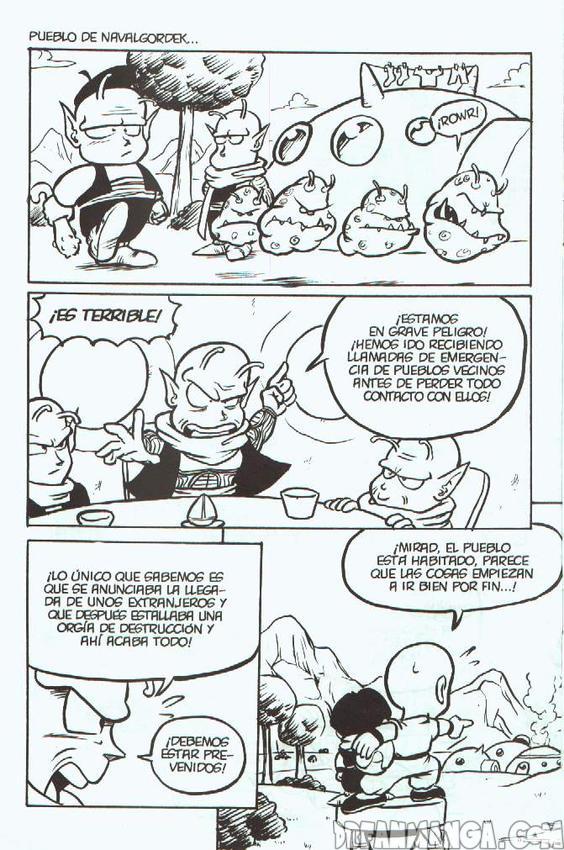 PUEBLO DE NAVALGORDEK...
¡ROWR!
¡ES TERRIBLE!
¡ESTAMOS
EN GRAVE PELIGRO!
¡HEMOS IDO RECIBIENDO
LLAMADAS DE EMERGEN-
CIA DE PUEBLOS VECINOS
ANTES DE PERDER TODO
CONTACTO CON ELLOS!
¡LO ÚNICO QUE SABEMOS ES
QUE SE ANUNCIABA LA LLEGA-
DA DE UNOS EXTRANJEROS Y
QUE DESPUÉS ESTALLABA UNA
ORGÍA DE DESTRUCCIÓN Y
AHÍ ACABA TODO!
¡DEBEMOS
ESTAR PRE-
VENIDOS!
¡MIRAD, EL PUEBLO
ESTÁ HABITADO, PARECE
QUE LAS COSAS EMPIEZAN
A IR BIEN POR FIN...!
DREAMMANGA.COM